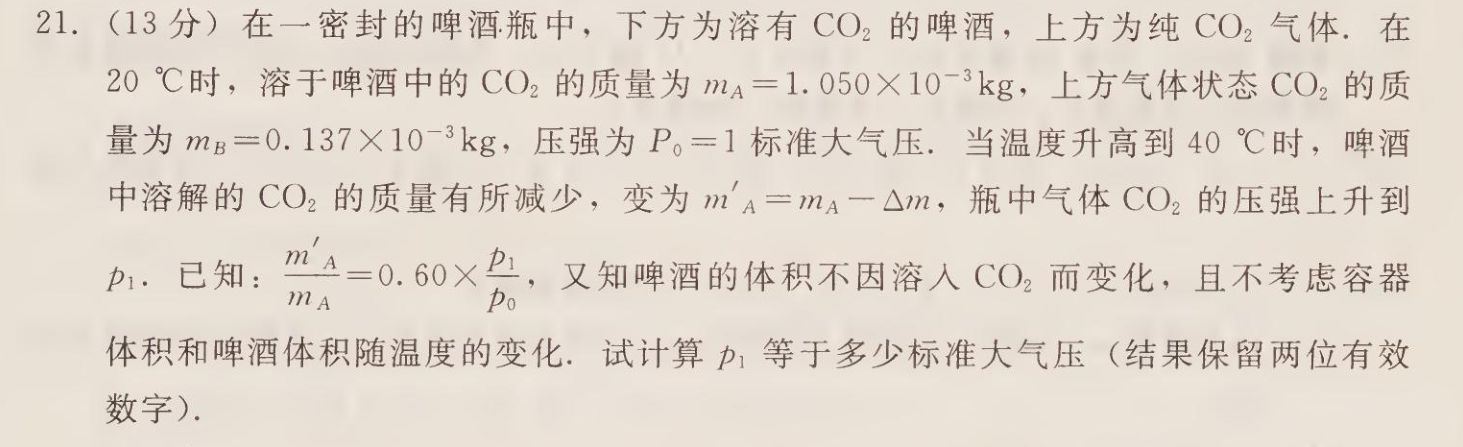 21. (13 分) 在一密封的啤酒瓶中，下方为溶有 CO₂ 的啤酒，上方为纯 CO₂ 气体．在
20 ℃时，溶于啤酒中的 CO₂ 的质量为 m_A＝1.050×10⁻³kg，上方气体状态 CO₂ 的质
量为 m_B＝0.137×10⁻³kg，压强为 P₀＝1 标准大气压．当温度升高到 40 ℃时，啤酒
中溶解的 CO₂ 的质量有所减少，变为 m′_A＝m_A－Δm，瓶中气体 CO₂ 的压强上升到
p₁．已知：m′_A/m_A＝0.60×p₁/p₀，又知啤酒的体积不因溶入 CO₂ 而变化，且不考虑容器
体积和啤酒体积随温度的变化．试计算 p₁ 等于多少标准大气压（结果保留两位有效
数字）．